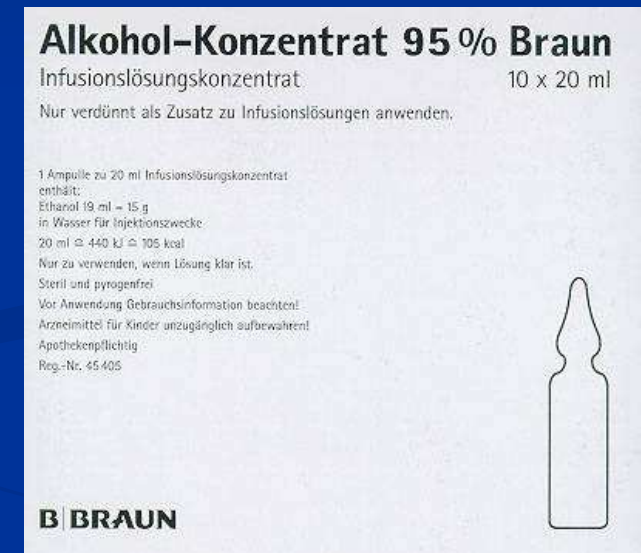 Alkohol-Konzentrat 95% Braun
Infusionslösungskonzentrat 10 x 20 ml
Nur verdünnt als Zusatz zu Infusionslösungen anwenden.
1 Ampulle zu 20 ml Infusionslösungskonzentrat
enthält:
Ethanol 19 ml = 15 g
in Wasser für Injektionszwecke
20 ml ≙ 440 kJ ≙ 105 kcal
Nur zu verwenden, wenn Lösung klar ist.
Steril und pyrogenfrei
Vor Anwendung Gebrauchsinformation beachten!
Arzneimittel für Kinder unzugänglich aufbewahren!
Apothekenpflichtig
Reg.-Nr. 45 405
B|BRAUN